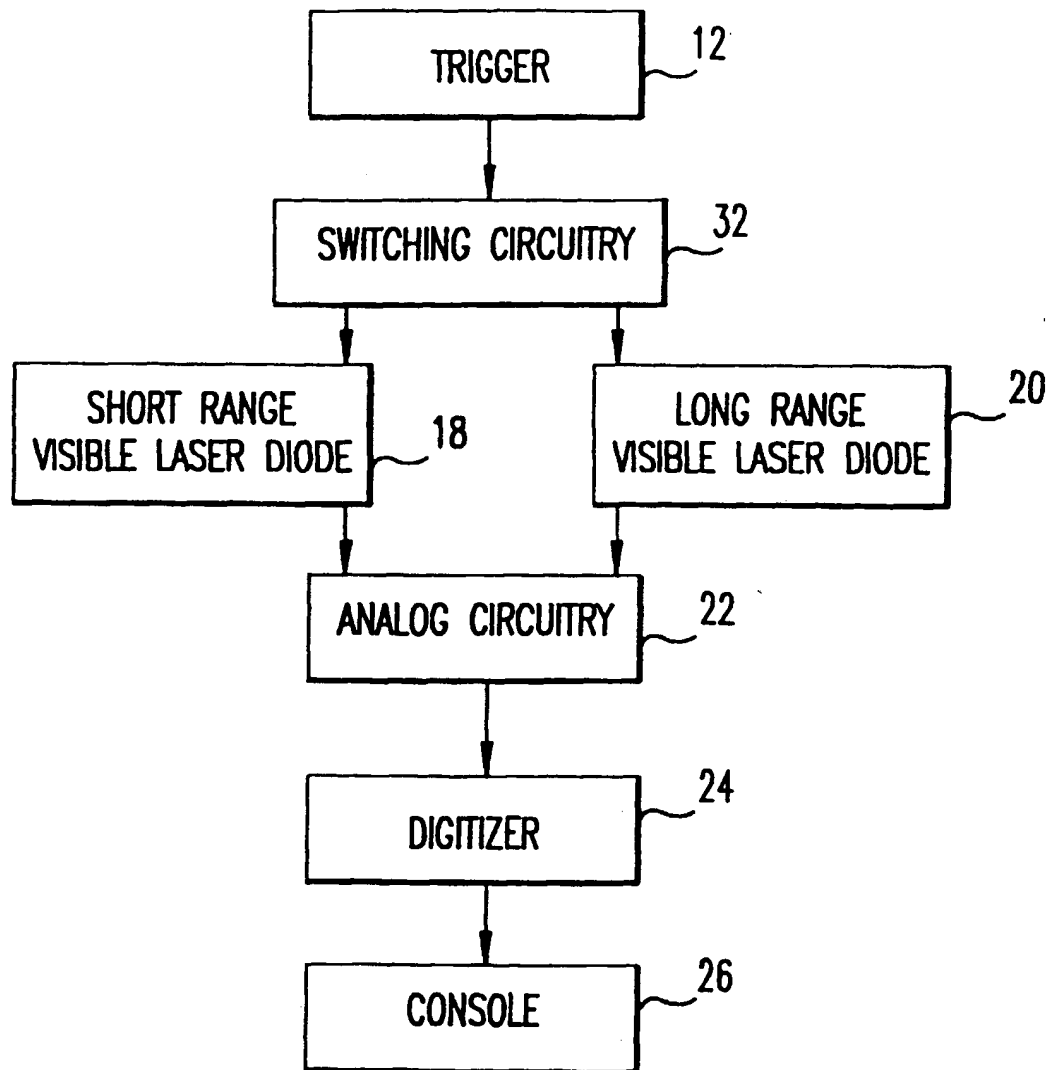 TRIGGER
12
SWITCHING CIRCUITRY
32
SHORT RANGE
VISIBLE LASER DIODE
18
LONG RANGE
VISIBLE LASER DIODE
20
ANALOG CIRCUITRY
22
DIGITIZER
24
CONSOLE
26